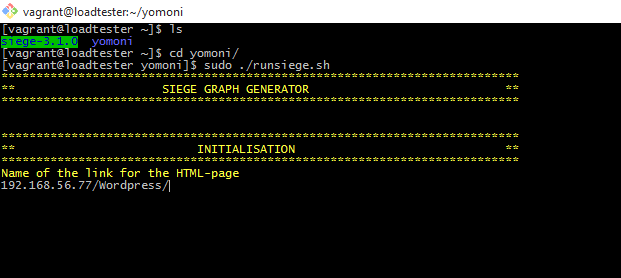 vagrant@loadtester:~/yomoni
[vagrant@loadtester ~]$ ls
siege-3.1.0 yomoni
[vagrant@loadtester ~]$ cd yomoni/
[vagrant@loadtester yomoni]$ sudo ./runsiege.sh
**************************************************************************
** SIEGE GRAPH GENERATOR **
**************************************************************************
**************************************************************************
** INITIALISATION **
**************************************************************************
Name of the link for the HTML-page
192.168.56.77/Wordpress/